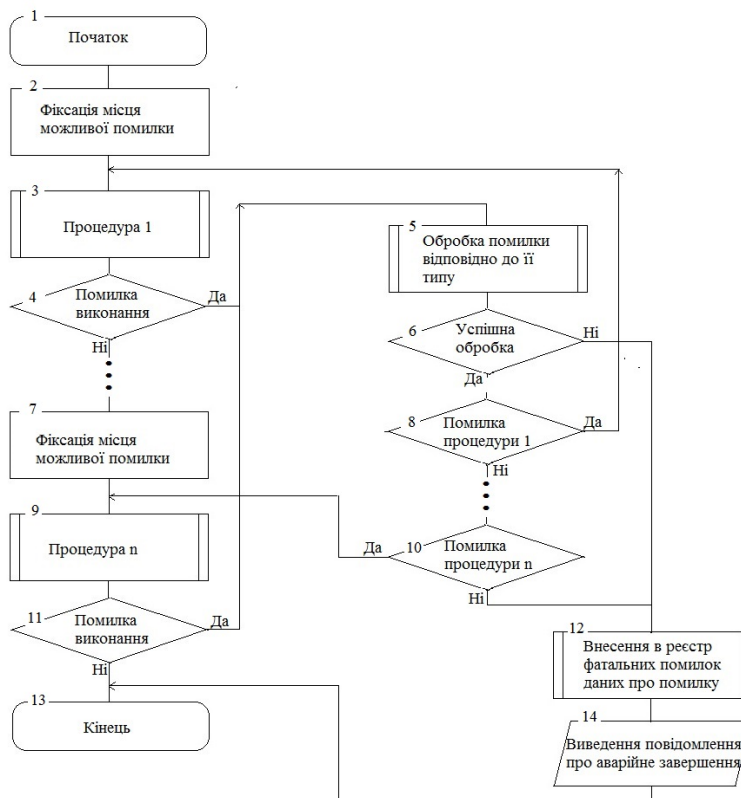 1
Початок
2
Фіксація місця
можливої помилки
3
Процедура 1
4
Помилка
виконання
Да
Ні
5
Обробка помилки
відповідно до її
типу
6
Успішна
обробка
Ні
Да
7
Фіксація місця
можливої помилки
8
Помилка
процедури 1
Да
Ні
9
Процедура n
10
Помилка
процедури n
Да
Ні
11
Помилка
виконання
Да
Ні
12
Внесення в реєстр
фатальних помилок
даних про помилку
13
Кінець
14
Виведення повідомлення
про аварійне завершення